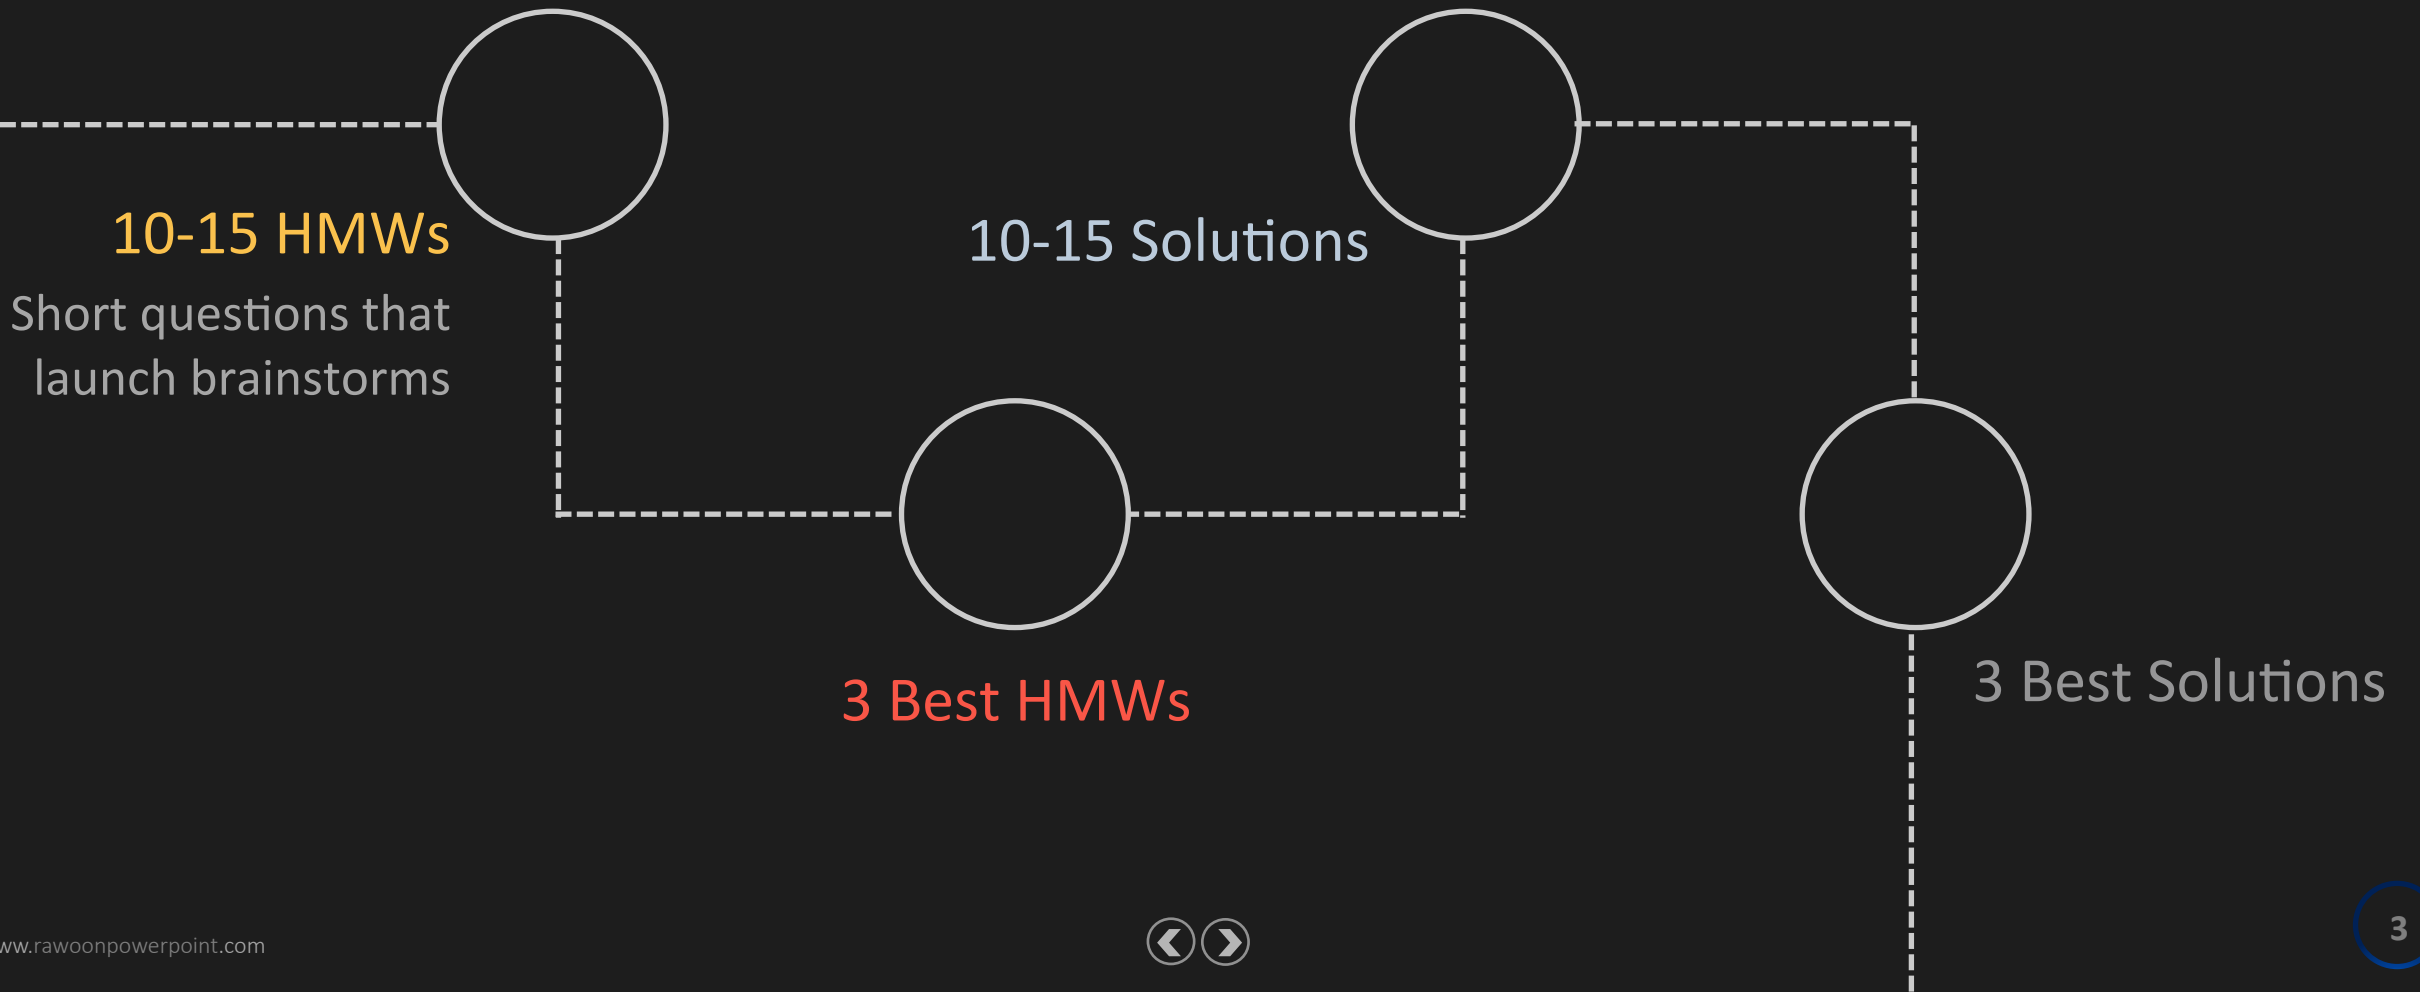 10-15 HMWs
Short questions that
launch brainstorms
10-15 Solutions
3 Best HMWs
3 Best Solutions
ww.rawoonpowerpoint.com
3